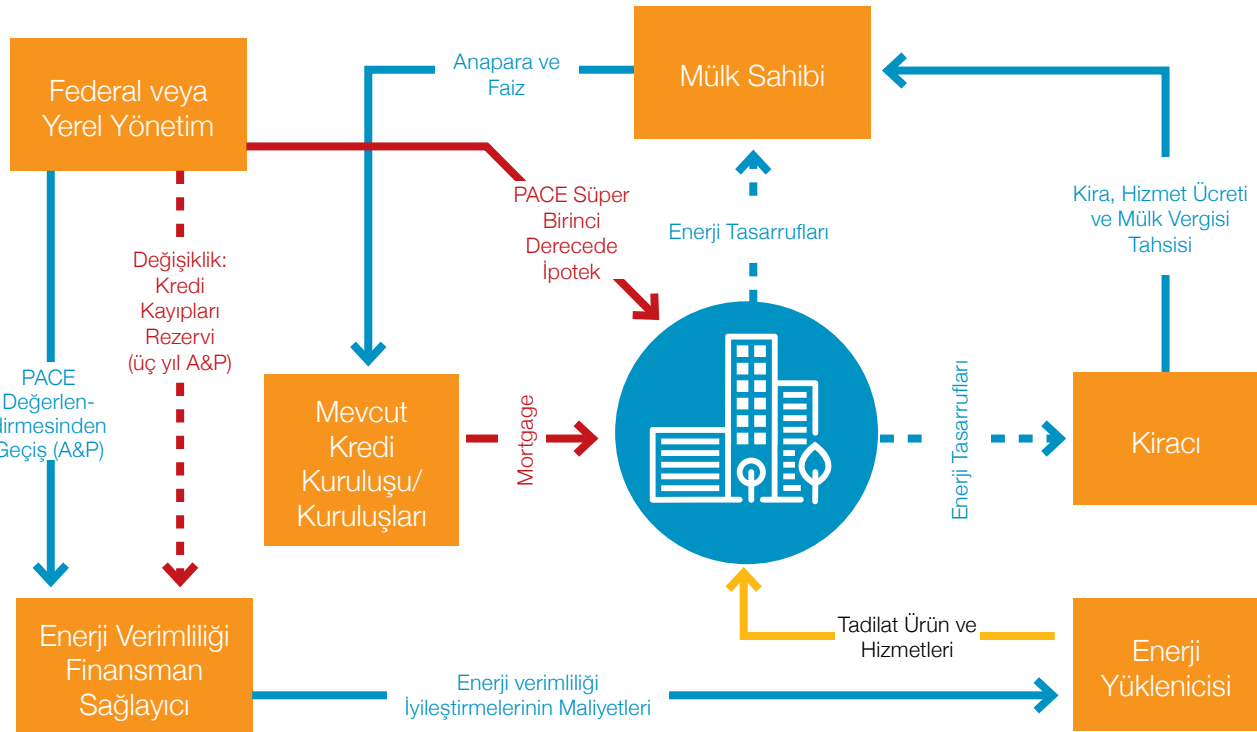 Federal veya
Yerel Yönetim
Anapara ve
Faiz
Mülk Sahibi
PACE Süper
Birinci
Derecede
İpotek
Enerji Tasarrufları
Kira, Hizmet Ücreti
ve Mülk Vergisi
Tahsisi
Değişiklik:
Kredi
Kayıpları
Rezervi
(üç yıl A&P)
PACE
Değerlen-
dirmesinden
Geçiş (A&P)
Mevcut
Kredi
Kuruluşu/
Kuruluşları
Mortgage
Enerji Tasarrufları
Kiracı
Enerji Verimliliği
Finansman
Sağlayıcı
Enerji verimliliği
İyileştirmelerinin Maliyetleri
Tadilat Ürün ve
Hizmetleri
Enerji
Yüklenicisi